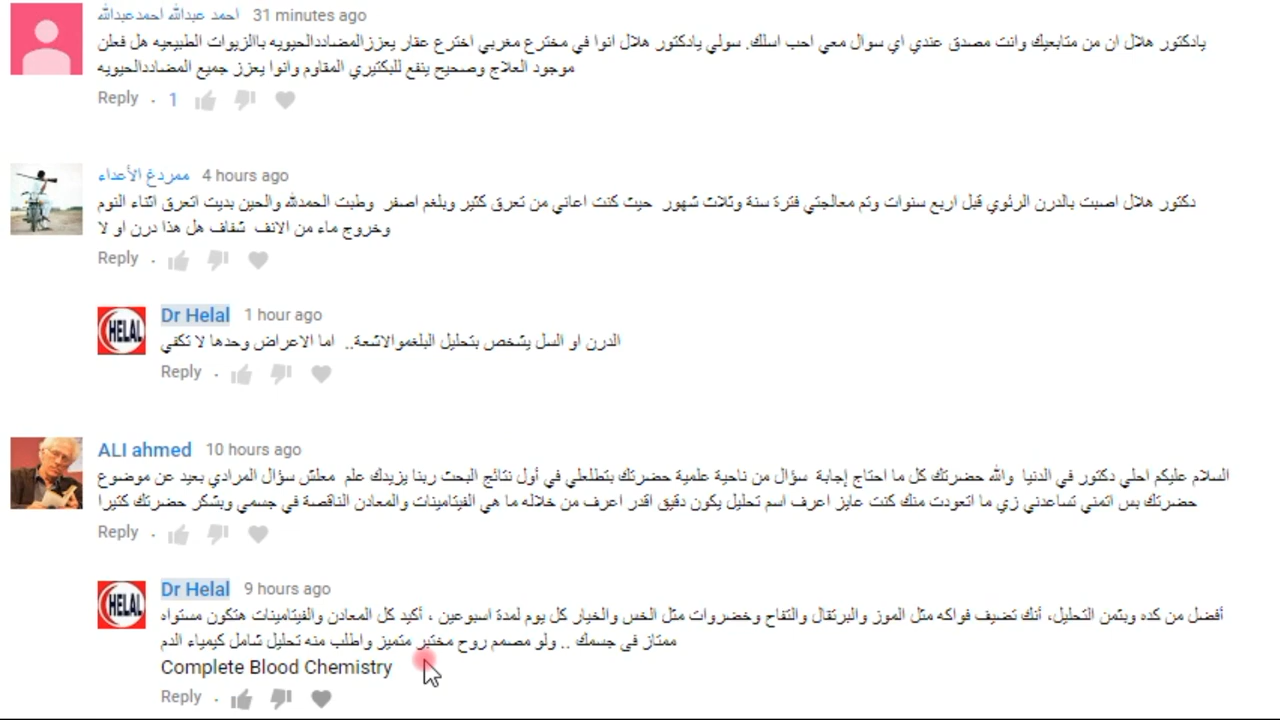 احمد عبدالله احمدعبدالله 31 minutes ago
يادكتور هلال ان من متابعيك وانت مصدق عندي اي سوال معي احب اسلك. سولي يادكتور هلال انوا في مخترع مغربي اخترع عقار يعززالمضاددالحيويه باالزيوات الطبيعيه هل فعلن
موجود العلاج وصحيح ينفع للبكتيري المقاوم وانوا يعزز جميع المضاددالحيويه
Reply . 1
ممردغ الأعداء 4 hours ago
دكتور هلال اصبت بالدرن الرئوي قبل اربع سنوات وتم معالجتي فترة سنة وثلاث شهور حيث كنت اعاني من تعرق كثير وبلغم اصفر وطبت الحمدلله والحين بديت اتعرق اثناء النوم
وخروج ماء من الانف شفاف هل هذا درن او لا
Reply .
HELAL
Dr Helal 1 hour ago
الدرن او السل يشخص بتحليل البلغموالاشعة.. اما الاعراض وحدها لا تكفي
Reply .
ALI ahmed 10 hours ago
السلام عليكم احلي دكتور في الدنيا والله حضرتك كل ما احتاج إجابة سؤال من ناحية علمية حضرتك بتطلعلي في أول نتائج البحث ربنا يزيدك علم معلش سؤال المرادي بعيد عن موضوع
حضرتك بس اتمني تساعدني زي ما اتعودت منك كنت عايز اعرف اسم تحليل يكون دقيق اقدر اعرف من خلاله ما هي الفيتامينات والمعادن الناقصة في جسمي وبشكر حضرتك كثيرا
Reply .
HELAL
Dr Helal 9 hours ago
أفضل من كده وبثمن التحليل، أنك تضيف فواكه مثل الموز والبرتقال والتفاح وخضروات مثل الخس والخيار كل يوم لمدة اسبوعين ، أكيد كل المعادن والفيتامينات هتكون مستواه
ممتاز فى جسمك .. ولو مصمم روح مختبر متميز واطلب منه تحليل شامل كيمياء الدم
Complete Blood Chemistry
Reply .